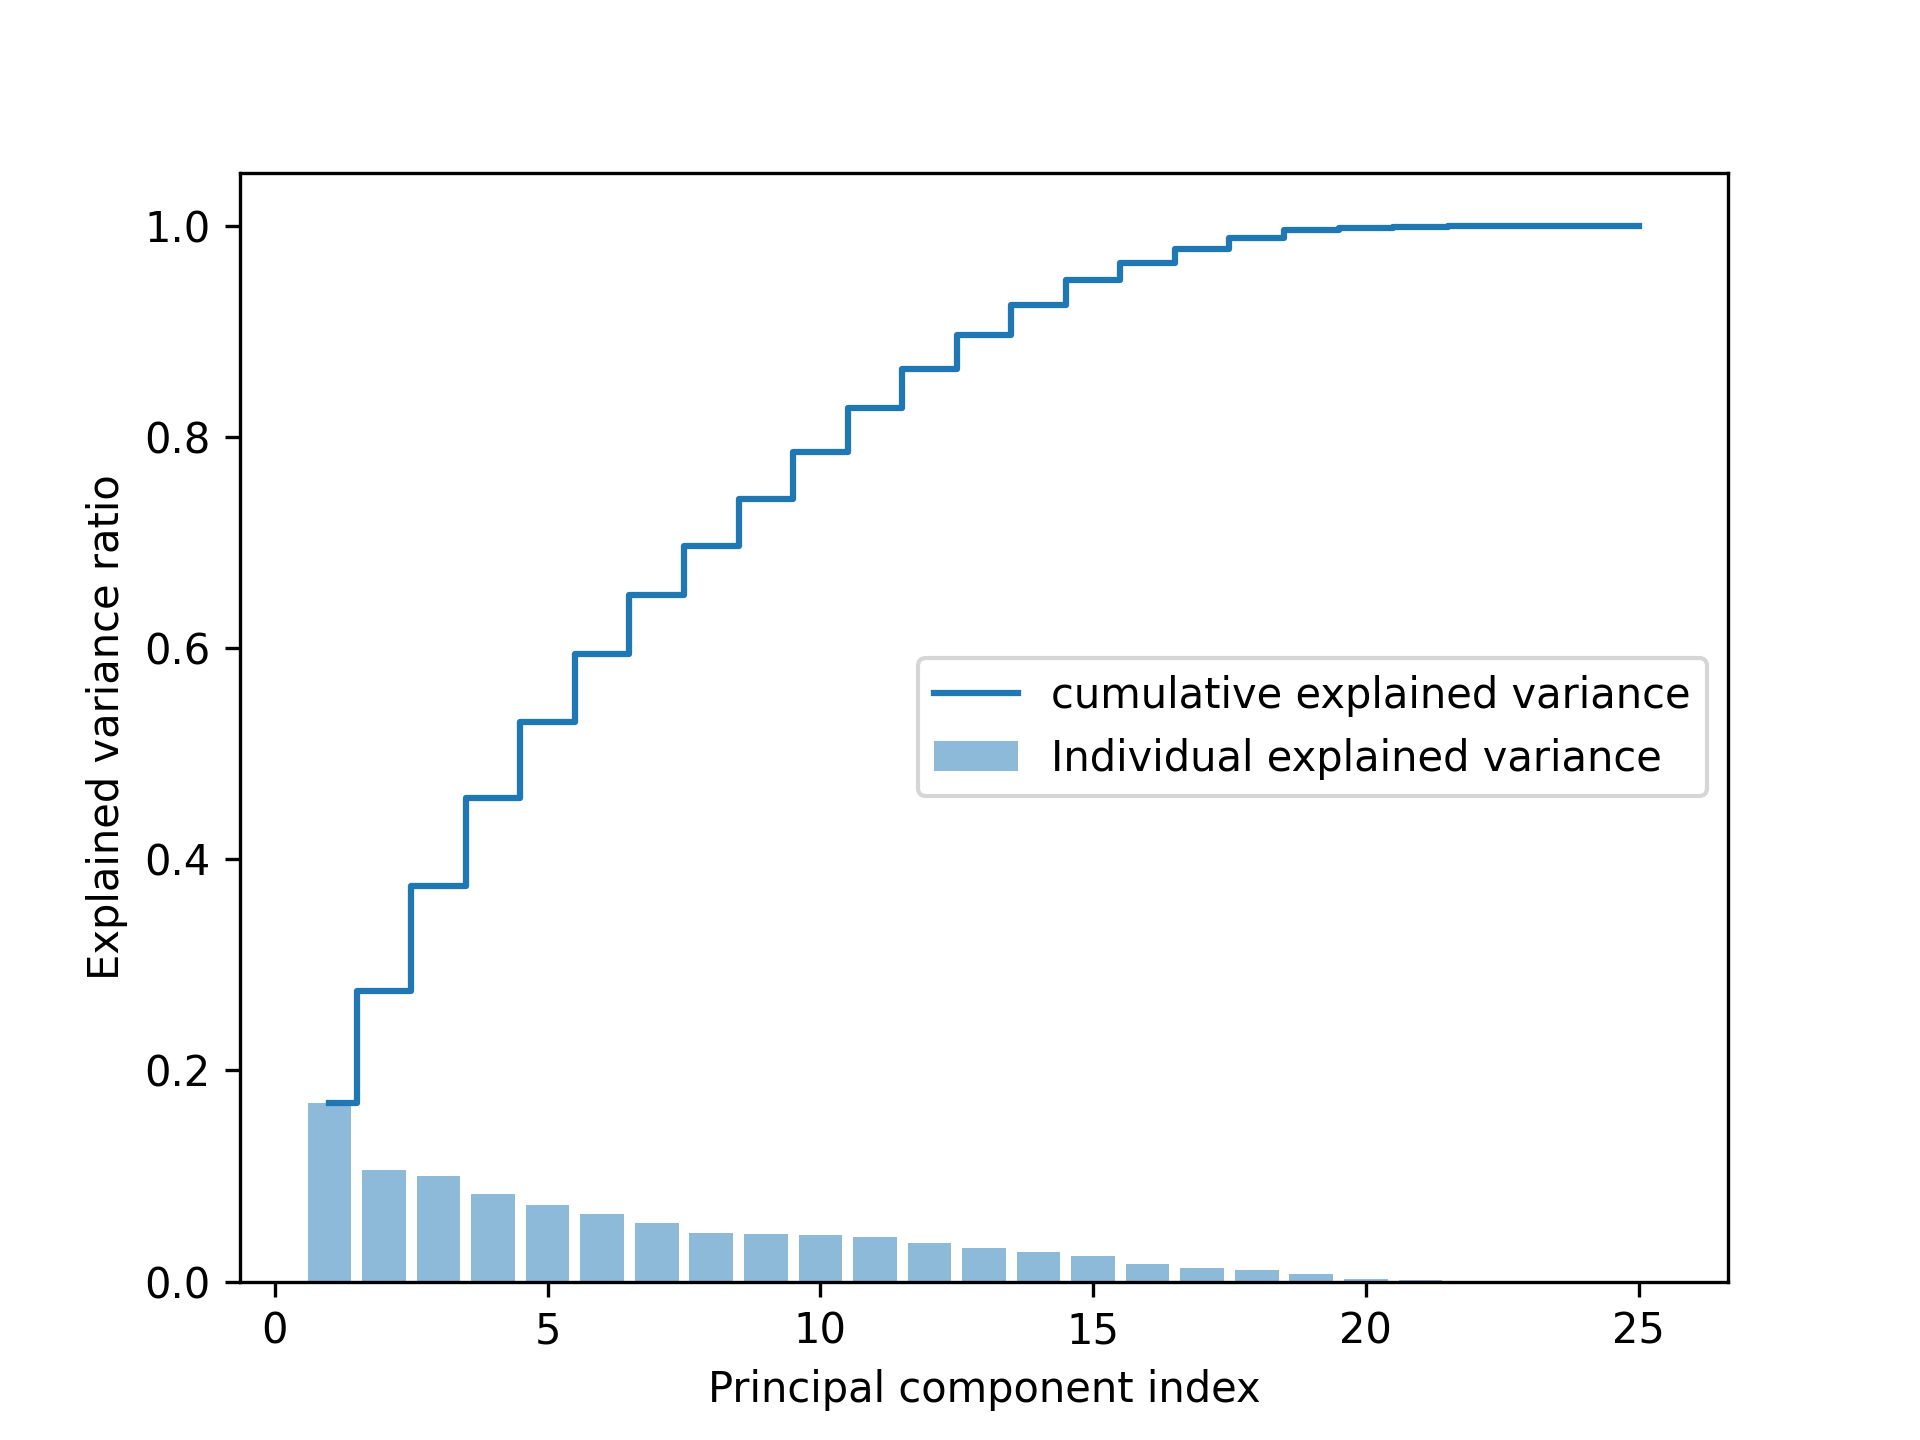 1.0
0.8
0.6
0.4
0.2
0.0
Explained variance ratio
cumulative explained variance
Individual explained variance
0 5 10 15 20 25
Principal component index